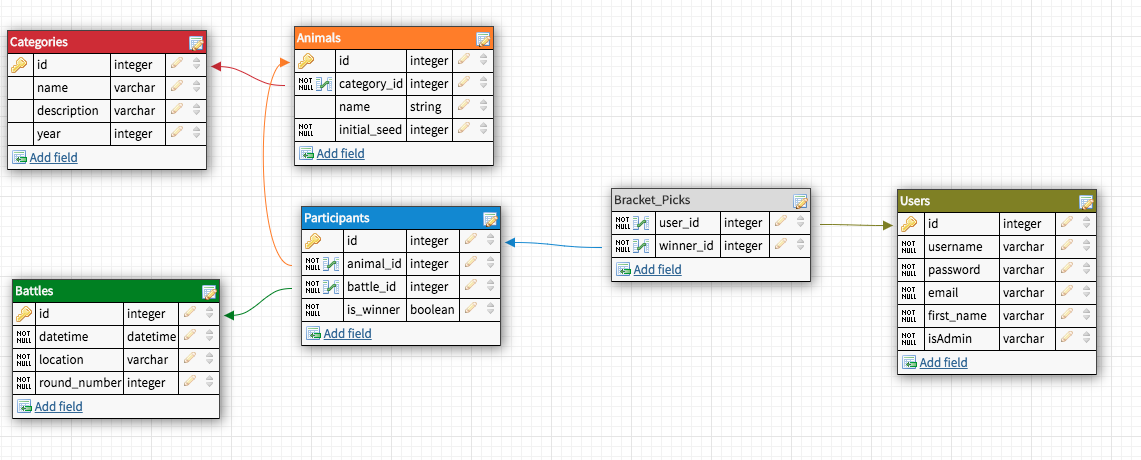 Categories
id integer
name varchar
description varchar
year integer
Add field
Animals
id integer
NOT NULL category_id integer
name string
NOT NULL initial_seed integer
Add field
Participants
id integer
NOT NULL animal_id integer
NOT NULL battle_id integer
NOT NULL is_winner boolean
Add field
Battles
id integer
NOT NULL datetime datetime
NOT NULL location varchar
NOT NULL round_number integer
Add field
Bracket_Picks
NOT NULL user_id integer
NOT NULL winner_id integer
Add field
Users
id integer
NOT NULL username varchar
NOT NULL password varchar
NOT NULL email varchar
NOT NULL first_name varchar
NOT NULL isAdmin varchar
Add field